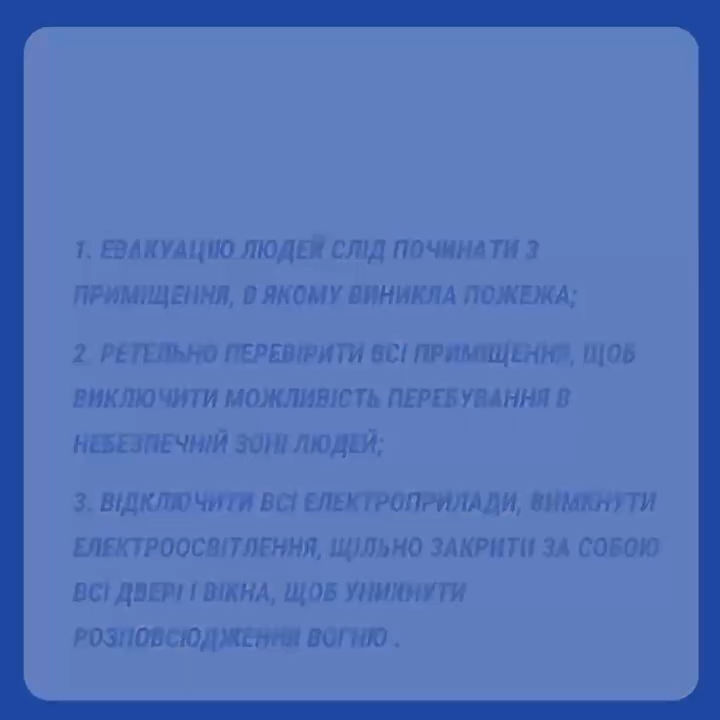 1. ЕВАКУАЦІЮ ЛЮДЕЙ СЛІД ПОЧИНАТИ З
ПРИМІЩЕННЯ, В ЯКОМУ ВИНИКЛА ПОЖЕЖА;
2. РЕТЕЛЬНО ПЕРЕВІРИТИ ВСІ ПРИМІЩЕННЯ, ЩОБ
ВИКЛЮЧИТИ МОЖЛИВІСТЬ ПЕРЕБУВАННЯ В
НЕБЕЗПЕЧНІЙ ЗОНІ ЛЮДЕЙ;
3. ВІДКЛЮЧИТИ ВСІ ЕЛЕКТРОПРИЛАДИ, ВИМКНУТИ
ЕЛЕКТРООСВІТЛЕННЯ, ЩІЛЬНО ЗАКРИТИ ЗА СОБОЮ
ВСІ ДВЕРІ І ВІКНА, ЩОБ УНИКНУТИ
РОЗПОВСЮДЖЕННЯ ВОГНЮ .